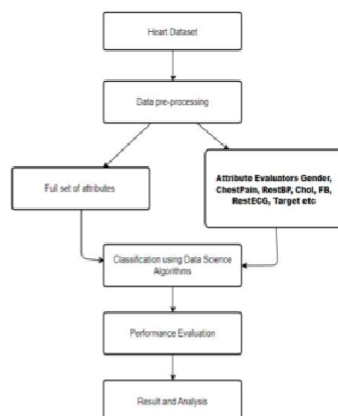 Heart Dataset
Data pre-processing
Full set of attributes
Attribute Evaluators Gender,
ChestPain, RestBP, Chol, FB,
RestECG, Target etc
Classification using Data Science
Algorithms
Performance Evaluation
Result and Analysis